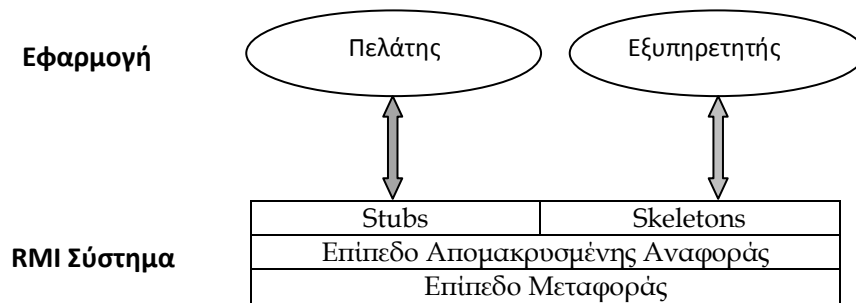 Εφαρμογή
Πελάτης
Εξυπηρετητής
Stubs
Skeletons
RMI Σύστημα
Επίπεδο Απομακρυσμένης Αναφοράς
Επίπεδο Μεταφοράς